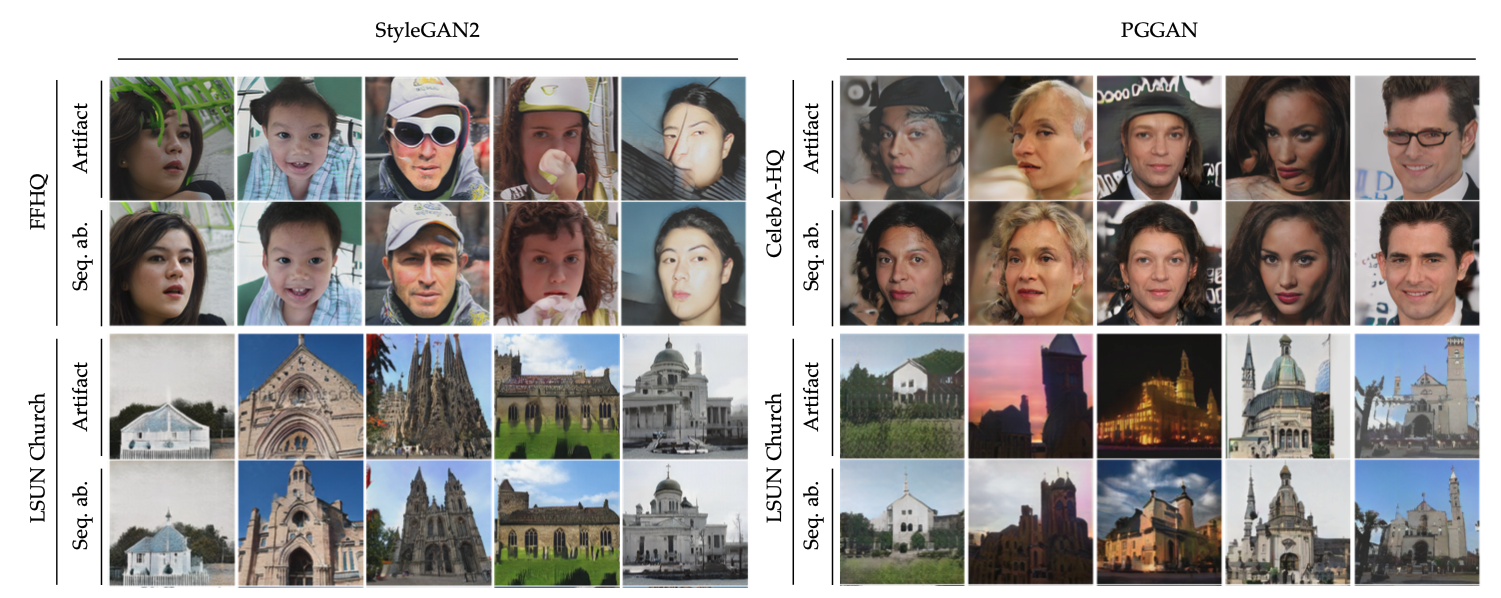 StyleGAN2
PGGAN
FFHQ
Artifact
Seq. ab.
LSUN Church
Artifact
Seq. ab.
CelebA-HQ
Artifact
Seq. ab.
LSUN Church
Artifact
Seq. ab.